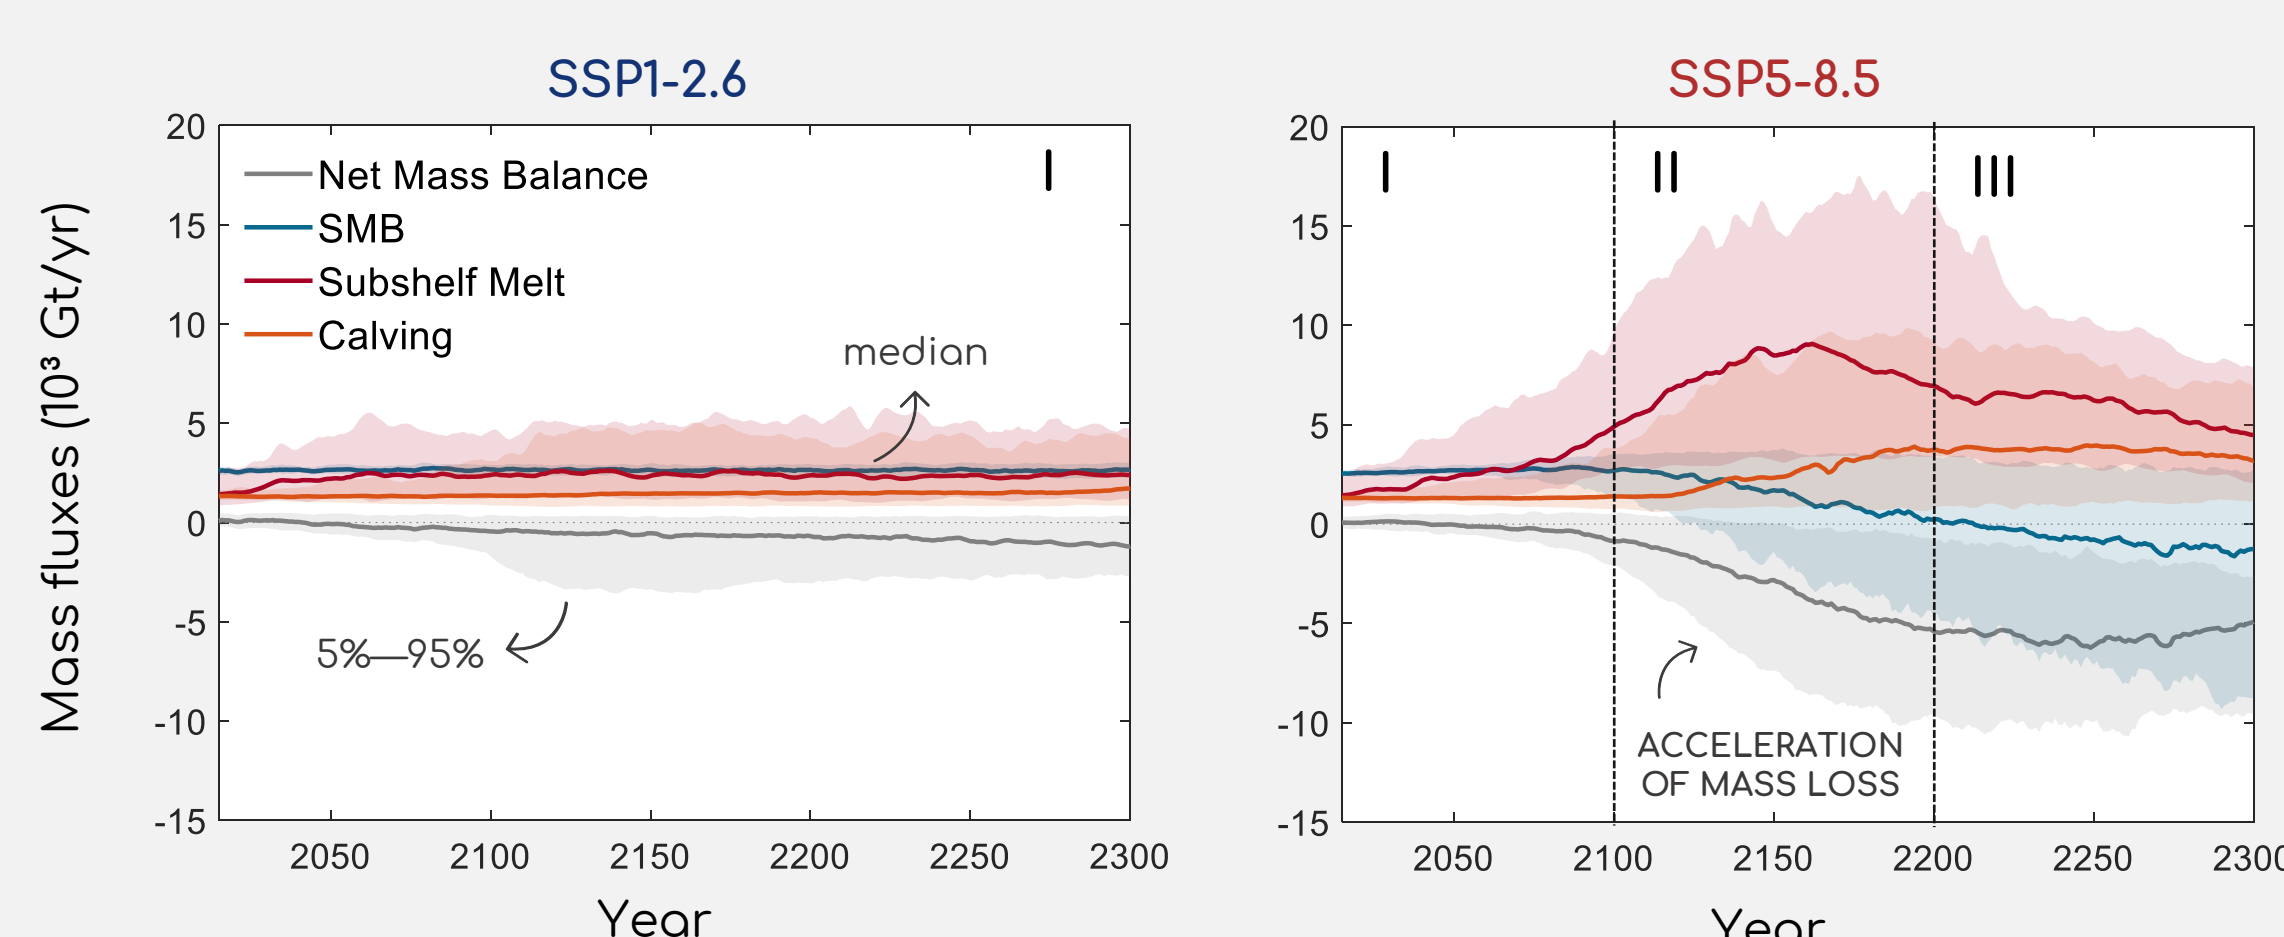 SSP1-2.6
SSP5-8.5
Mass fluxes (10³ Gt/yr)
20
15
10
5
0
-5
-10
-15
Net Mass Balance
SMB
Subshelf Melt
Calving
I
median
5%—95%
2050 2100 2150 2200 2250 2300
Year
20
15
10
5
0
-5
-10
-15
I II III
ACCELERATION
OF MASS LOSS
2050 2100 2150 2200 2250 2300
Year